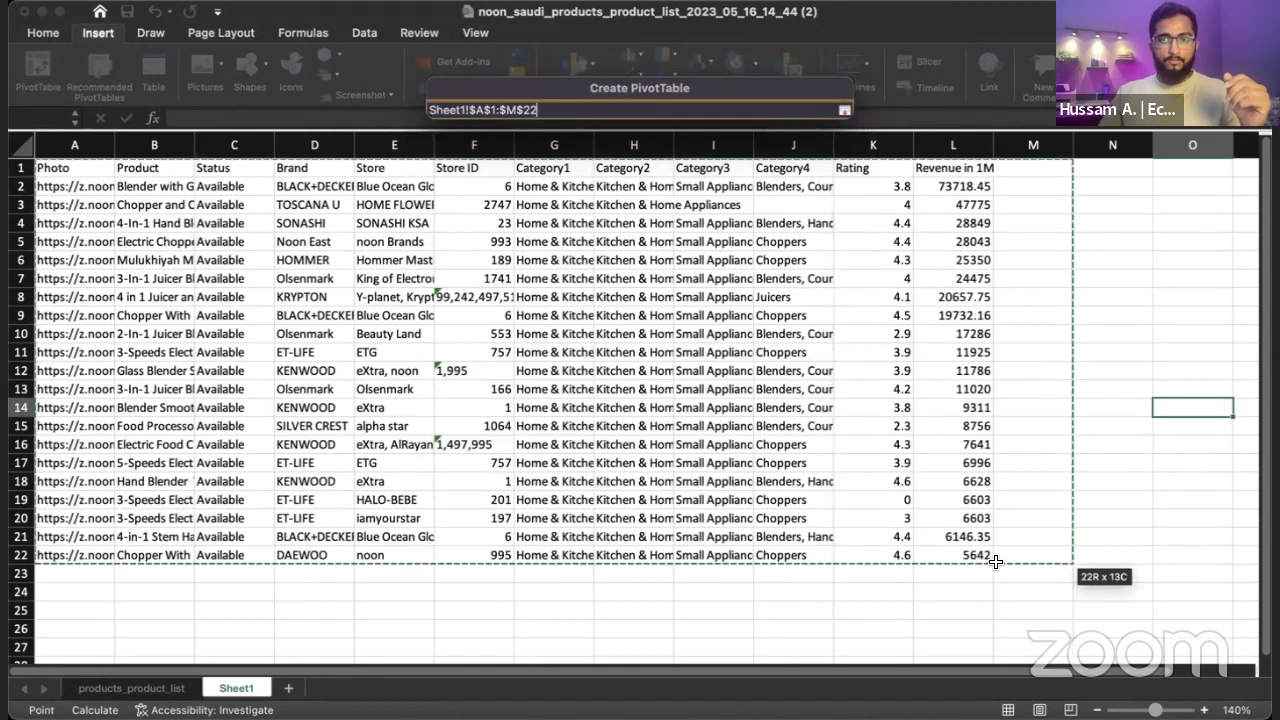 noon_saudi_products_product_list_2023_05_16_14_44 (2)
Home Insert Draw Page Layout Formulas Data Review View
PivotTable Recommended PivotTables Table Pictures Shapes Icons Screenshot Get Add-ins Slicer Timeline Link New
Create PivotTable
Sheet1!$A$1:$M$22
Hussam A. | Ec...
fx
A B C D E F G H I J K L M N O
1 Photo Product Status Brand Store Store ID Category1 Category2 Category3 Category4 Rating Revenue in 1M
2 https://z.noon Blender with G Available BLACK+DECKER Blue Ocean Glo 6 Home & Kitche Kitchen & Hom Small Applianc Blenders, Cour 3.8 73718.45
3 https://z.noon Chopper and C Available TOSCANA U HOME FLOWER 2747 Home & Kitche Kitchen & Home Appliances 4 47775
4 https://z.noon 4-In-1 Hand Bl Available SONASHI SONASHI KSA 23 Home & Kitche Kitchen & Hom Small Applianc Blenders, Hand 4.4 28849
5 https://z.noon Electric Choppe Available Noon East noon Brands 993 Home & Kitche Kitchen & Hom Small Applianc Choppers 4.4 28043
6 https://z.noon Mulukhiyah M Available HOMMER Hommer Mast 189 Home & Kitche Kitchen & Hom Small Applianc Choppers 4.3 25350
7 https://z.noon 3-In-1 Juicer Bl Available Olsenmark King of Electron 1741 Home & Kitche Kitchen & Hom Small Applianc Blenders, Cour 4 24475
8 https://z.noon 4 in 1 Juicer an Available KRYPTON Y-planet, Krypt 99,242,497,51 Home & Kitche Kitchen & Hom Small Applianc Juicers 4.1 20657.75
9 https://z.noon Chopper With Available BLACK+DECKER Blue Ocean Glo 6 Home & Kitche Kitchen & Hom Small Applianc Choppers 4.5 19732.16
10 https://z.noon 2-In-1 Juicer Bl Available Olsenmark Beauty Land 553 Home & Kitche Kitchen & Hom Small Applianc Blenders, Cour 2.9 17286
11 https://z.noon 3-Speeds Elect Available ET-LIFE ETG 757 Home & Kitche Kitchen & Hom Small Applianc Choppers 3.9 11925
12 https://z.noon Glass Blender S Available KENWOOD eXtra, noon 1,995 Home & Kitche Kitchen & Hom Small Applianc Blenders, Cour 3.9 11786
13 https://z.noon 3-In-1 Juicer Bl Available Olsenmark Olsenmark 166 Home & Kitche Kitchen & Hom Small Applianc Blenders, Cour 4.2 11020
14 https://z.noon Blender Smoot Available KENWOOD eXtra 1 Home & Kitche Kitchen & Hom Small Applianc Blenders, Cour 3.8 9311
15 https://z.noon Food Processo Available SILVER CREST alpha star 1064 Home & Kitche Kitchen & Hom Small Applianc Blenders, Cour 2.3 8756
16 https://z.noon Electric Food C Available KENWOOD eXtra, AlRayan 1,497,995 Home & Kitche Kitchen & Hom Small Applianc Choppers 4.3 7641
17 https://z.noon 5-Speeds Elect Available ET-LIFE ETG 757 Home & Kitche Kitchen & Hom Small Applianc Choppers 3.9 6996
18 https://z.noon Hand Blender Available KENWOOD eXtra 1 Home & Kitche Kitchen & Hom Small Applianc Blenders, Hand 4.6 6628
19 https://z.noon 3-Speeds Elect Available ET-LIFE HALO-BEBE 201 Home & Kitche Kitchen & Hom Small Applianc Choppers 0 6603
20 https://z.noon 3-Speeds Elect Available ET-LIFE iamyourstar 197 Home & Kitche Kitchen & Hom Small Applianc Choppers 3 6603
21 https://z.noon 4-in-1 Stem Ha Available BLACK+DECKER Blue Ocean Glo 6 Home & Kitche Kitchen & Hom Small Applianc Blenders, Hand 4.4 6146.35
22 https://z.noon Chopper With Available DAEWOO noon 995 Home & Kitche Kitchen & Hom Small Applianc Choppers 4.6 5642
23
22R x 13C
24
25
26
27
zoom
products_product_list Sheet1 +
Point Calculate Accessibility: Investigate 140%